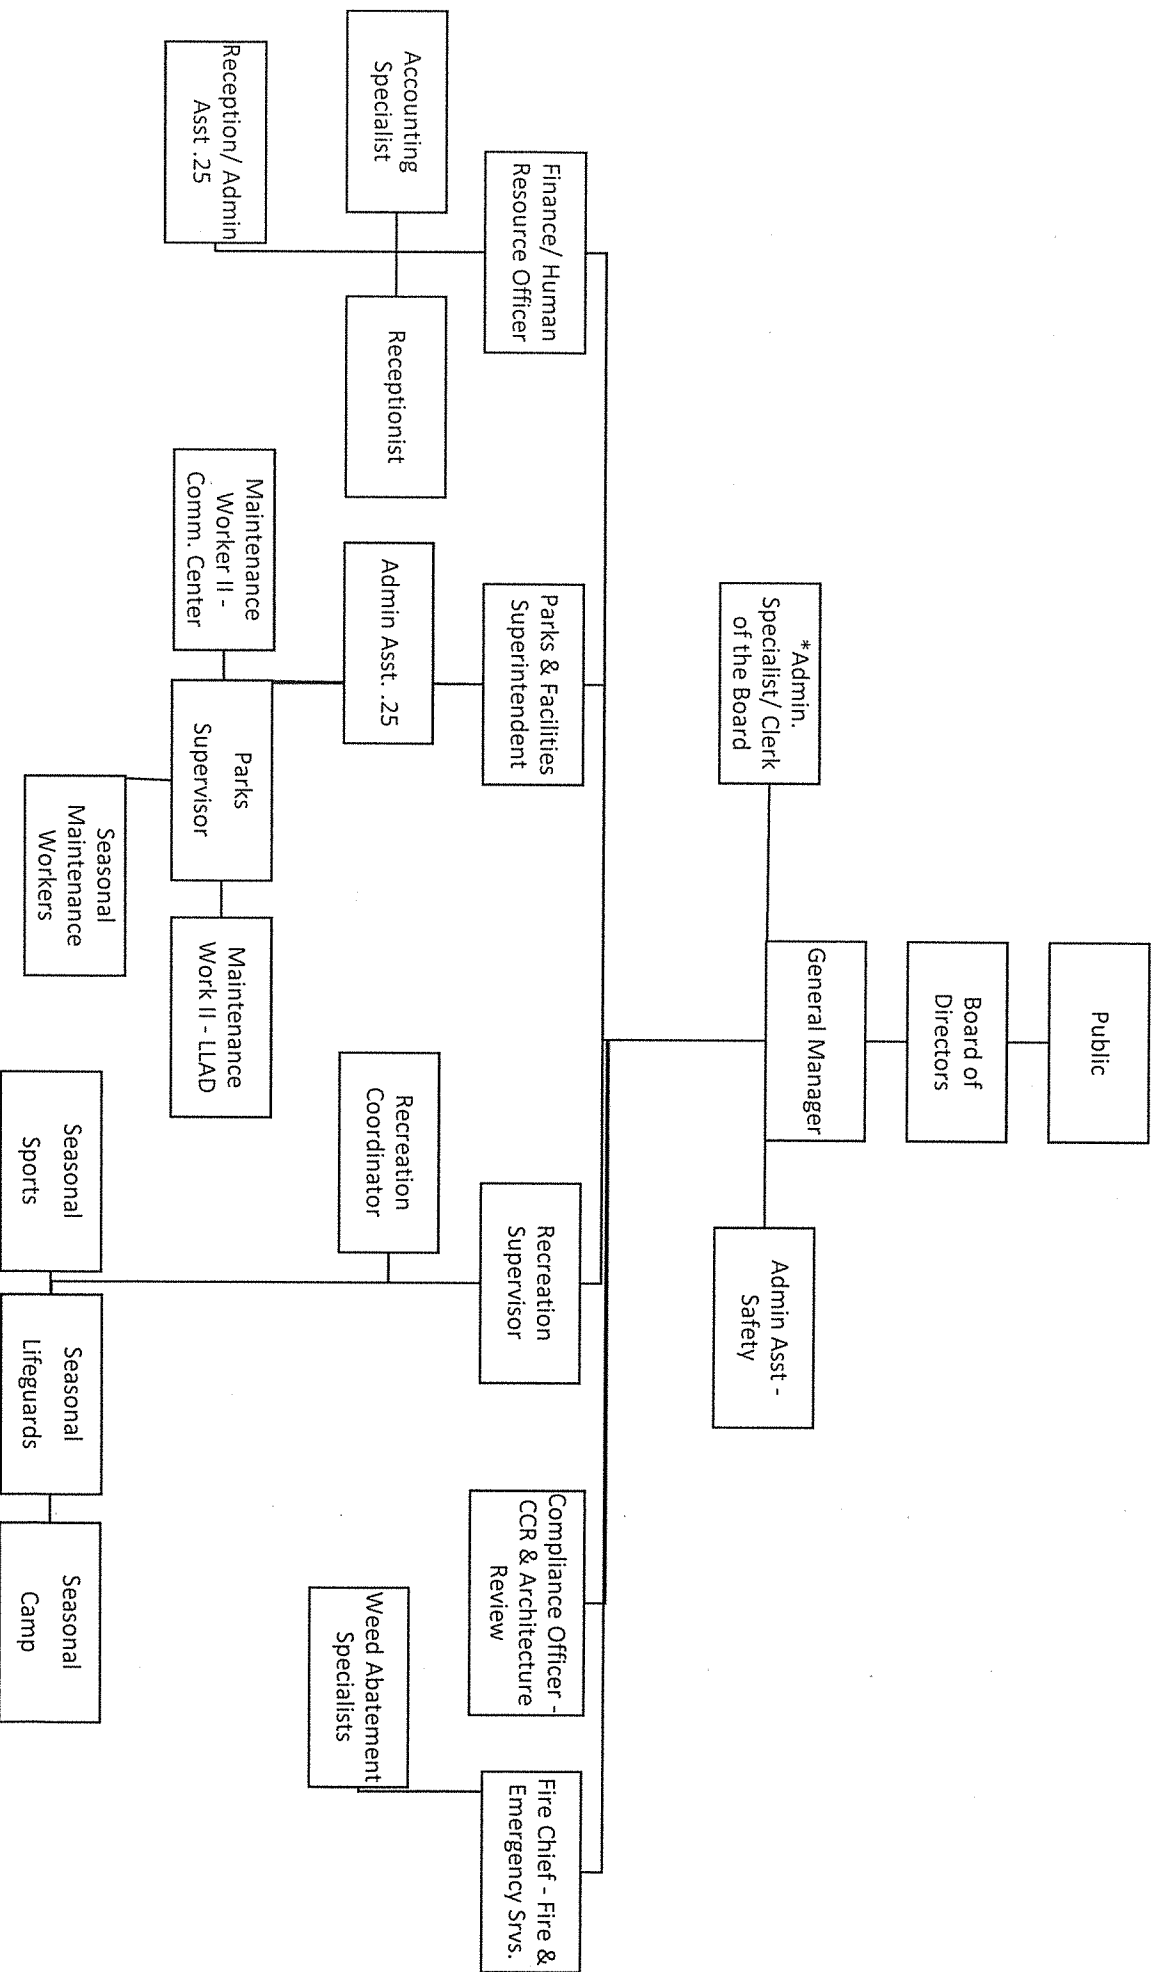 Public
Board of
Directors
General Manager
*Admin.
Specialist/ Clerk
of the Board
Admin Asst -
Safety
Finance/ Human
Resource Officer
Parks & Facilities
Superintendent
Recreation
Supervisor
Compliance Officer -
CCR & Architecture
Review
Fire Chief - Fire &
Emergency Srvs.
Accounting
Specialist
Receptionist
Admin Asst. .25
Recreation
Coordinator
Weed Abatement
Specialists
Reception/ Admin
Asst .25
Maintenance
Worker II -
Comm. Center
Parks
Supervisor
Maintenance
Work II - LLAD
Seasonal
Maintenance
Workers
Seasonal
Sports
Seasonal
Lifeguards
Seasonal
Camp